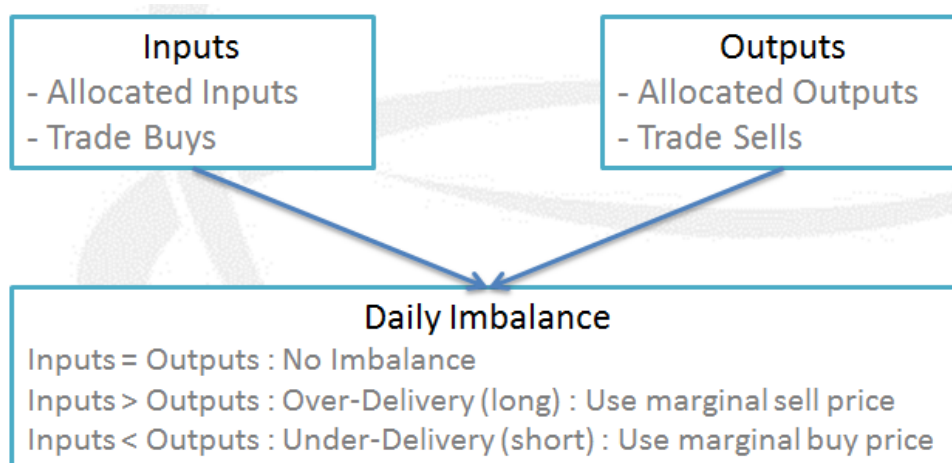 Inputs
- Allocated Inputs
- Trade Buys
Outputs
- Allocated Outputs
- Trade Sells
Daily Imbalance
Inputs = Outputs : No Imbalance
Inputs > Outputs : Over-Delivery (long) : Use marginal sell price
Inputs < Outputs : Under-Delivery (short) : Use marginal buy price